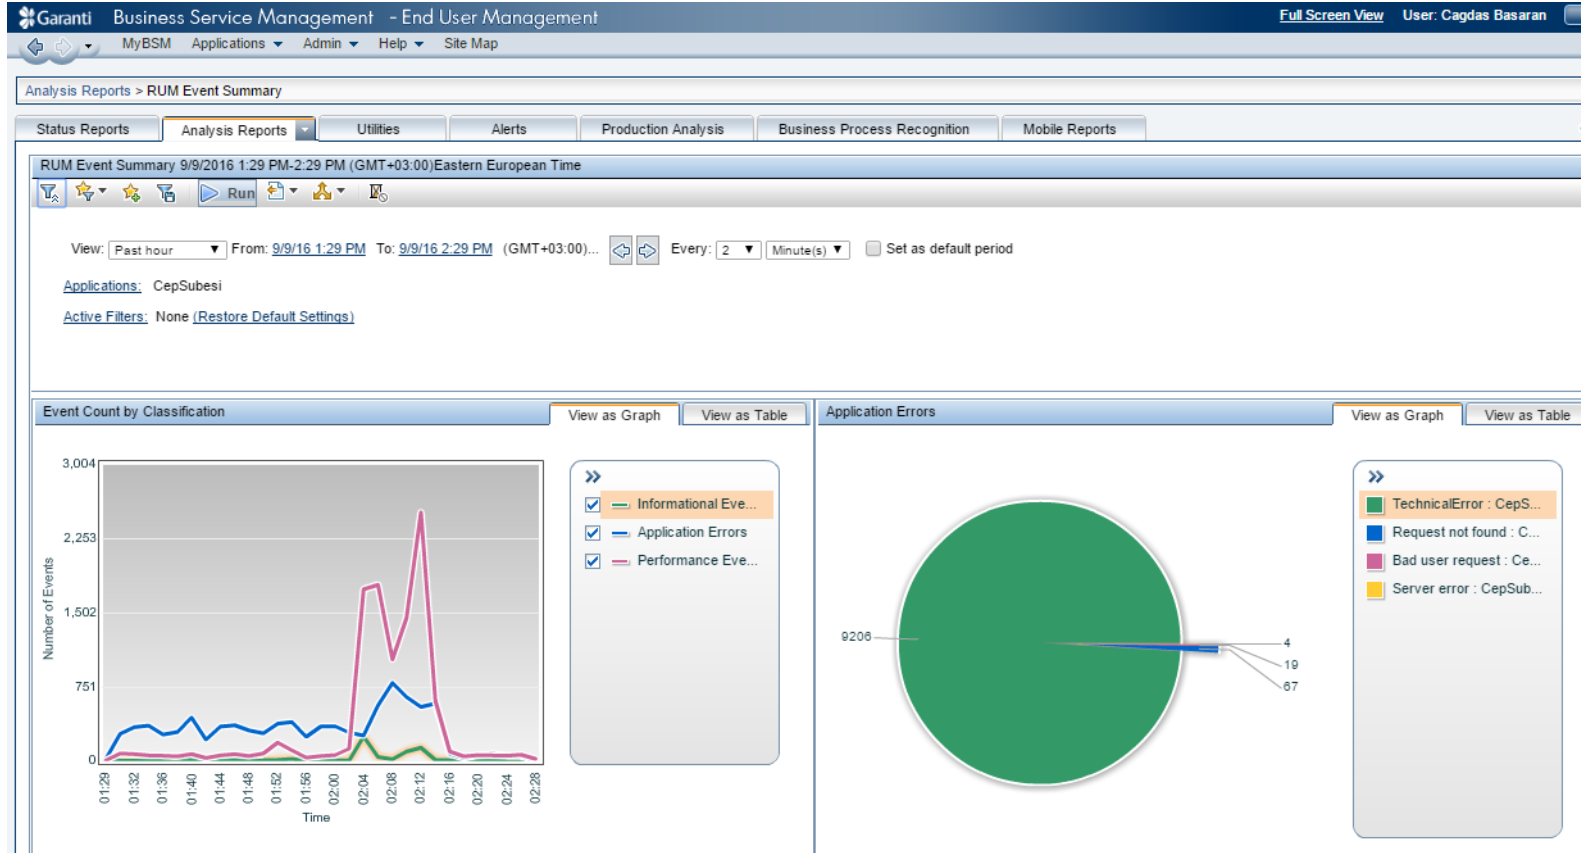 Garanti Business Service Management - End User Management Full Screen View User: Cagdas Basaran
MyBSM Applications Admin Help Site Map
Analysis Reports > RUM Event Summary
Status Reports Analysis Reports Utilities Alerts Production Analysis Business Process Recognition Mobile Reports
RUM Event Summary 9/9/2016 1:29 PM-2:29 PM (GMT+03:00)Eastern European Time
Run
View: Past hour From: 9/9/16 1:29 PM To: 9/9/16 2:29 PM (GMT+03:00)... Every: 2 Minute(s) Set as default period
Applications: CepSubesi
Active Filters: None (Restore Default Settings)
Event Count by Classification View as Graph View as Table
3,004
2,253
1,502
751
0
Number of Events
01:29 01:32 01:36 01:40 01:44 01:48 01:52 01:56 02:00 02:04 02:08 02:12 02:16 02:20 02:24 02:28
Time
Informational Eve...
Application Errors
Performance Eve...
Application Errors View as Graph View as Table
9206
4
19
67
TechnicalError : CepS...
Request not found : C...
Bad user request : Ce...
Server error : CepSub...